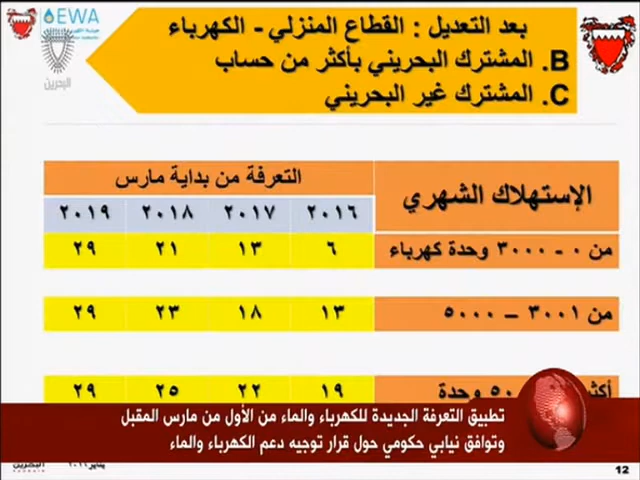 EWA
البحرين
بعد التعديل : القطاع المنزلي - الكهرباء
B. المشترك البحريني بأكثر من حساب
C. المشترك غير البحريني
الإستهلاك الشهري
التعرفة من بداية مارس
٢٠١٦ ٢٠١٧ ٢٠١٨ ٢٠١٩
من ٠ - ٣٠٠٠ وحدة كهرباء ٦ ١٣ ٢١ ٢٩
من ٣٠٠١ – ٥٠٠٠ ١٣ ١٨ ٢٣ ٢٩
وحدة ١٩ ٢٢ ٢٥ ٢٩
تطبيق التعرفة الجديدة للكهرباء والماء من الأول من مارس المقبل
وتوافق نيابي حكومي حول قرار توجيه دعم الكهرباء والماء
12
البحرين